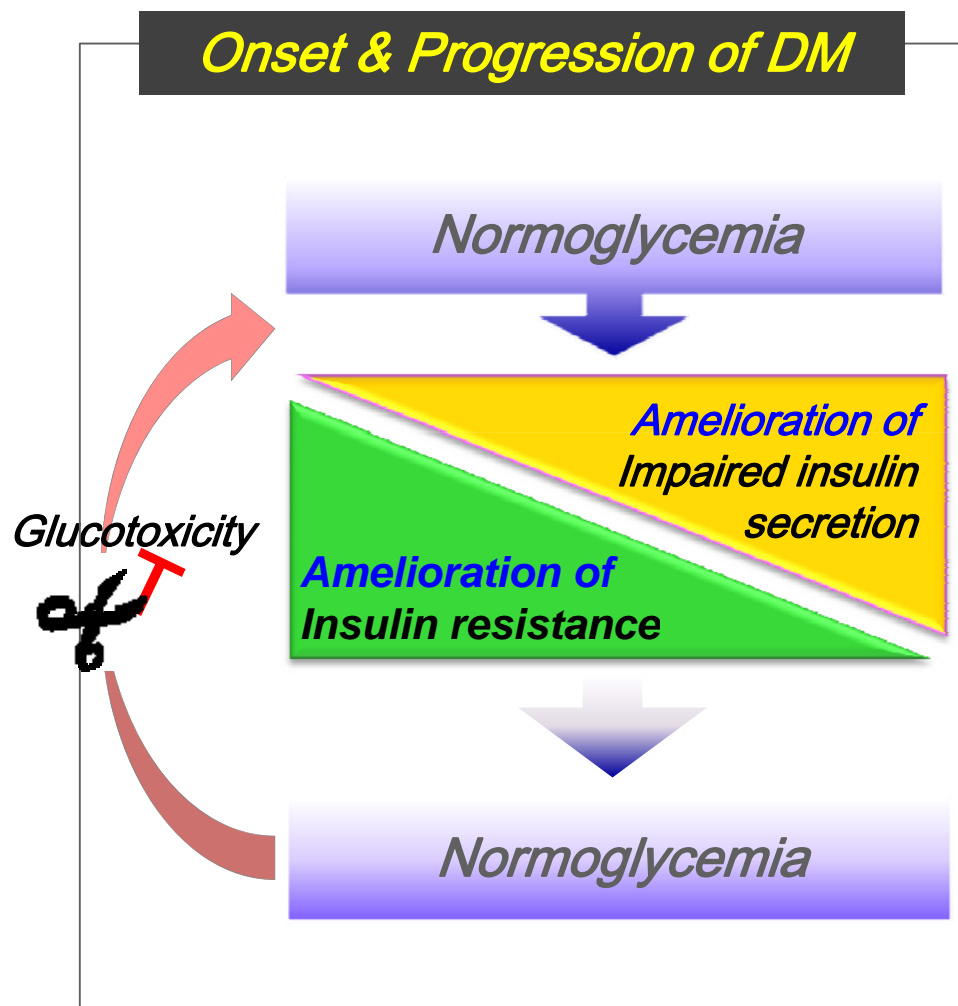 Onset & Progression of DM
Normoglycemia
Amelioration of
Impaired insulin
secretion
Glucotoxicity
Amelioration of
Insulin resistance
Normoglycemia